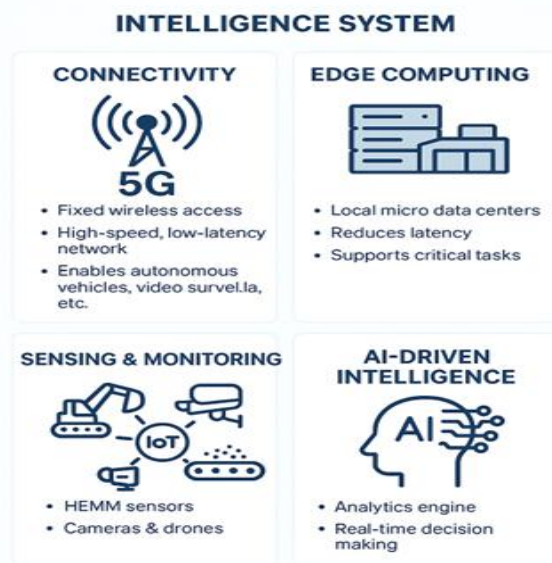 INTELLIGENCE SYSTEM
CONNECTIVITY
5G
• Fixed wireless access
• High-speed, low-latency
network
• Enables autonomous
vehicles, video survel.la,
etc.
EDGE COMPUTING
• Local micro data centers
• Reduces latency
• Supports critical tasks
SENSING & MONITORING
IoT
• HEMM sensors
• Cameras & drones
AI-DRIVEN
INTELLIGENCE
AI
• Analytics engine
• Real-time decision
making